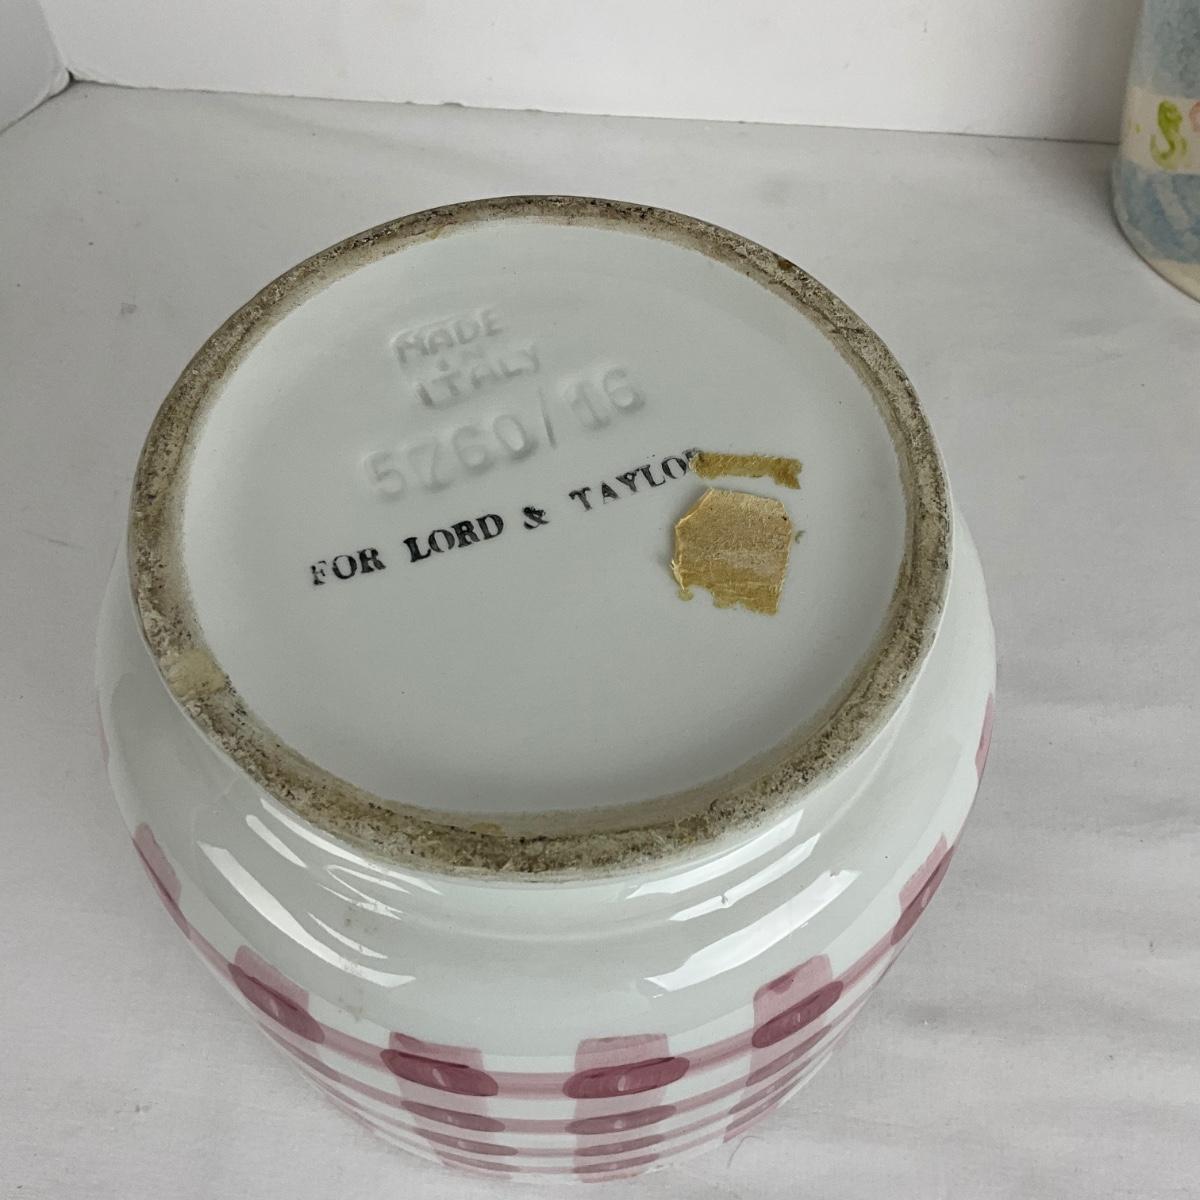 MADE
IN
ITALY
5760/16
FOR LORD & TAYLOR